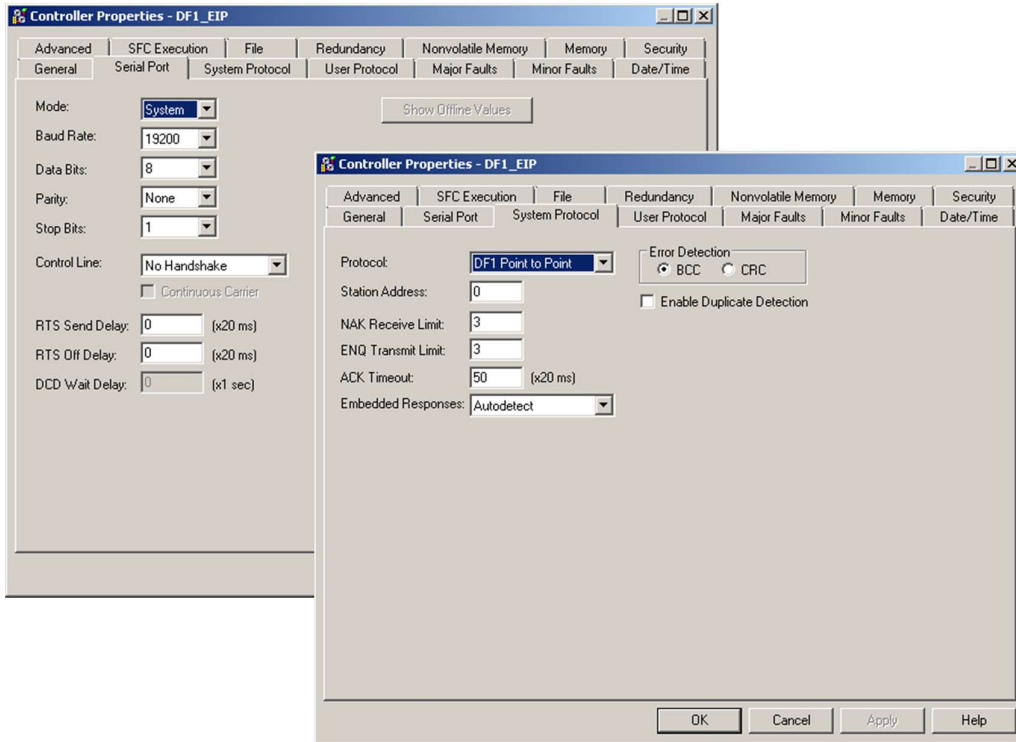 Controller Properties - DF1_EIP
Advanced SFC Execution File Redundancy Nonvolatile Memory Memory Security
General Serial Port System Protocol User Protocol Major Faults Minor Faults Date/Time
Mode: System Show Offline Values
Baud Rate: 19200
Data Bits: 8
Parity: None
Stop Bits: 1
Control Line: No Handshake
Continuous Carrier
RTS Send Delay: 0 (x20 ms)
RTS Off Delay: 0 (x20 ms)
DCD Wait Delay: 0 (x1 sec)
Controller Properties - DF1_EIP
Advanced SFC Execution File Redundancy Nonvolatile Memory Memory Security
General Serial Port System Protocol User Protocol Major Faults Minor Faults Date/Time
Protocol: DF1 Point to Point
Station Address: 0
NAK Receive Limit: 3
ENQ Transmit Limit: 3
ACK Timeout: 50 (x20 ms)
Embedded Responses: Autodetect
Error Detection
BCC CRC
Enable Duplicate Detection
OK Cancel Apply Help